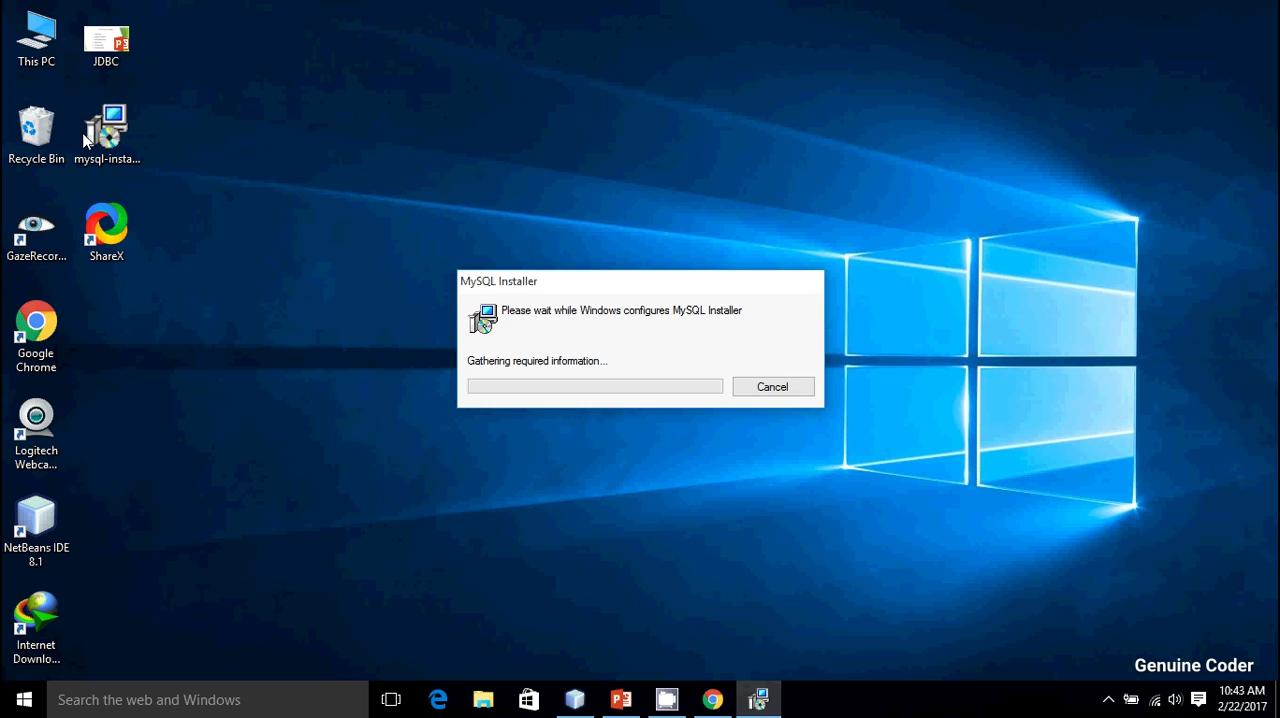 This PC
JDBC
Recycle Bin
mysql-insta...
GazeRecor...
ShareX
Google
Chrome
Logitech
Webca...
NetBeans IDE
8.1
Internet
Downlo...
MySQL Installer
Please wait while Windows configures MySQL Installer
Gathering required information...
Cancel
Genuine Coder
Search the web and Windows
10:43 AM
2/22/2017